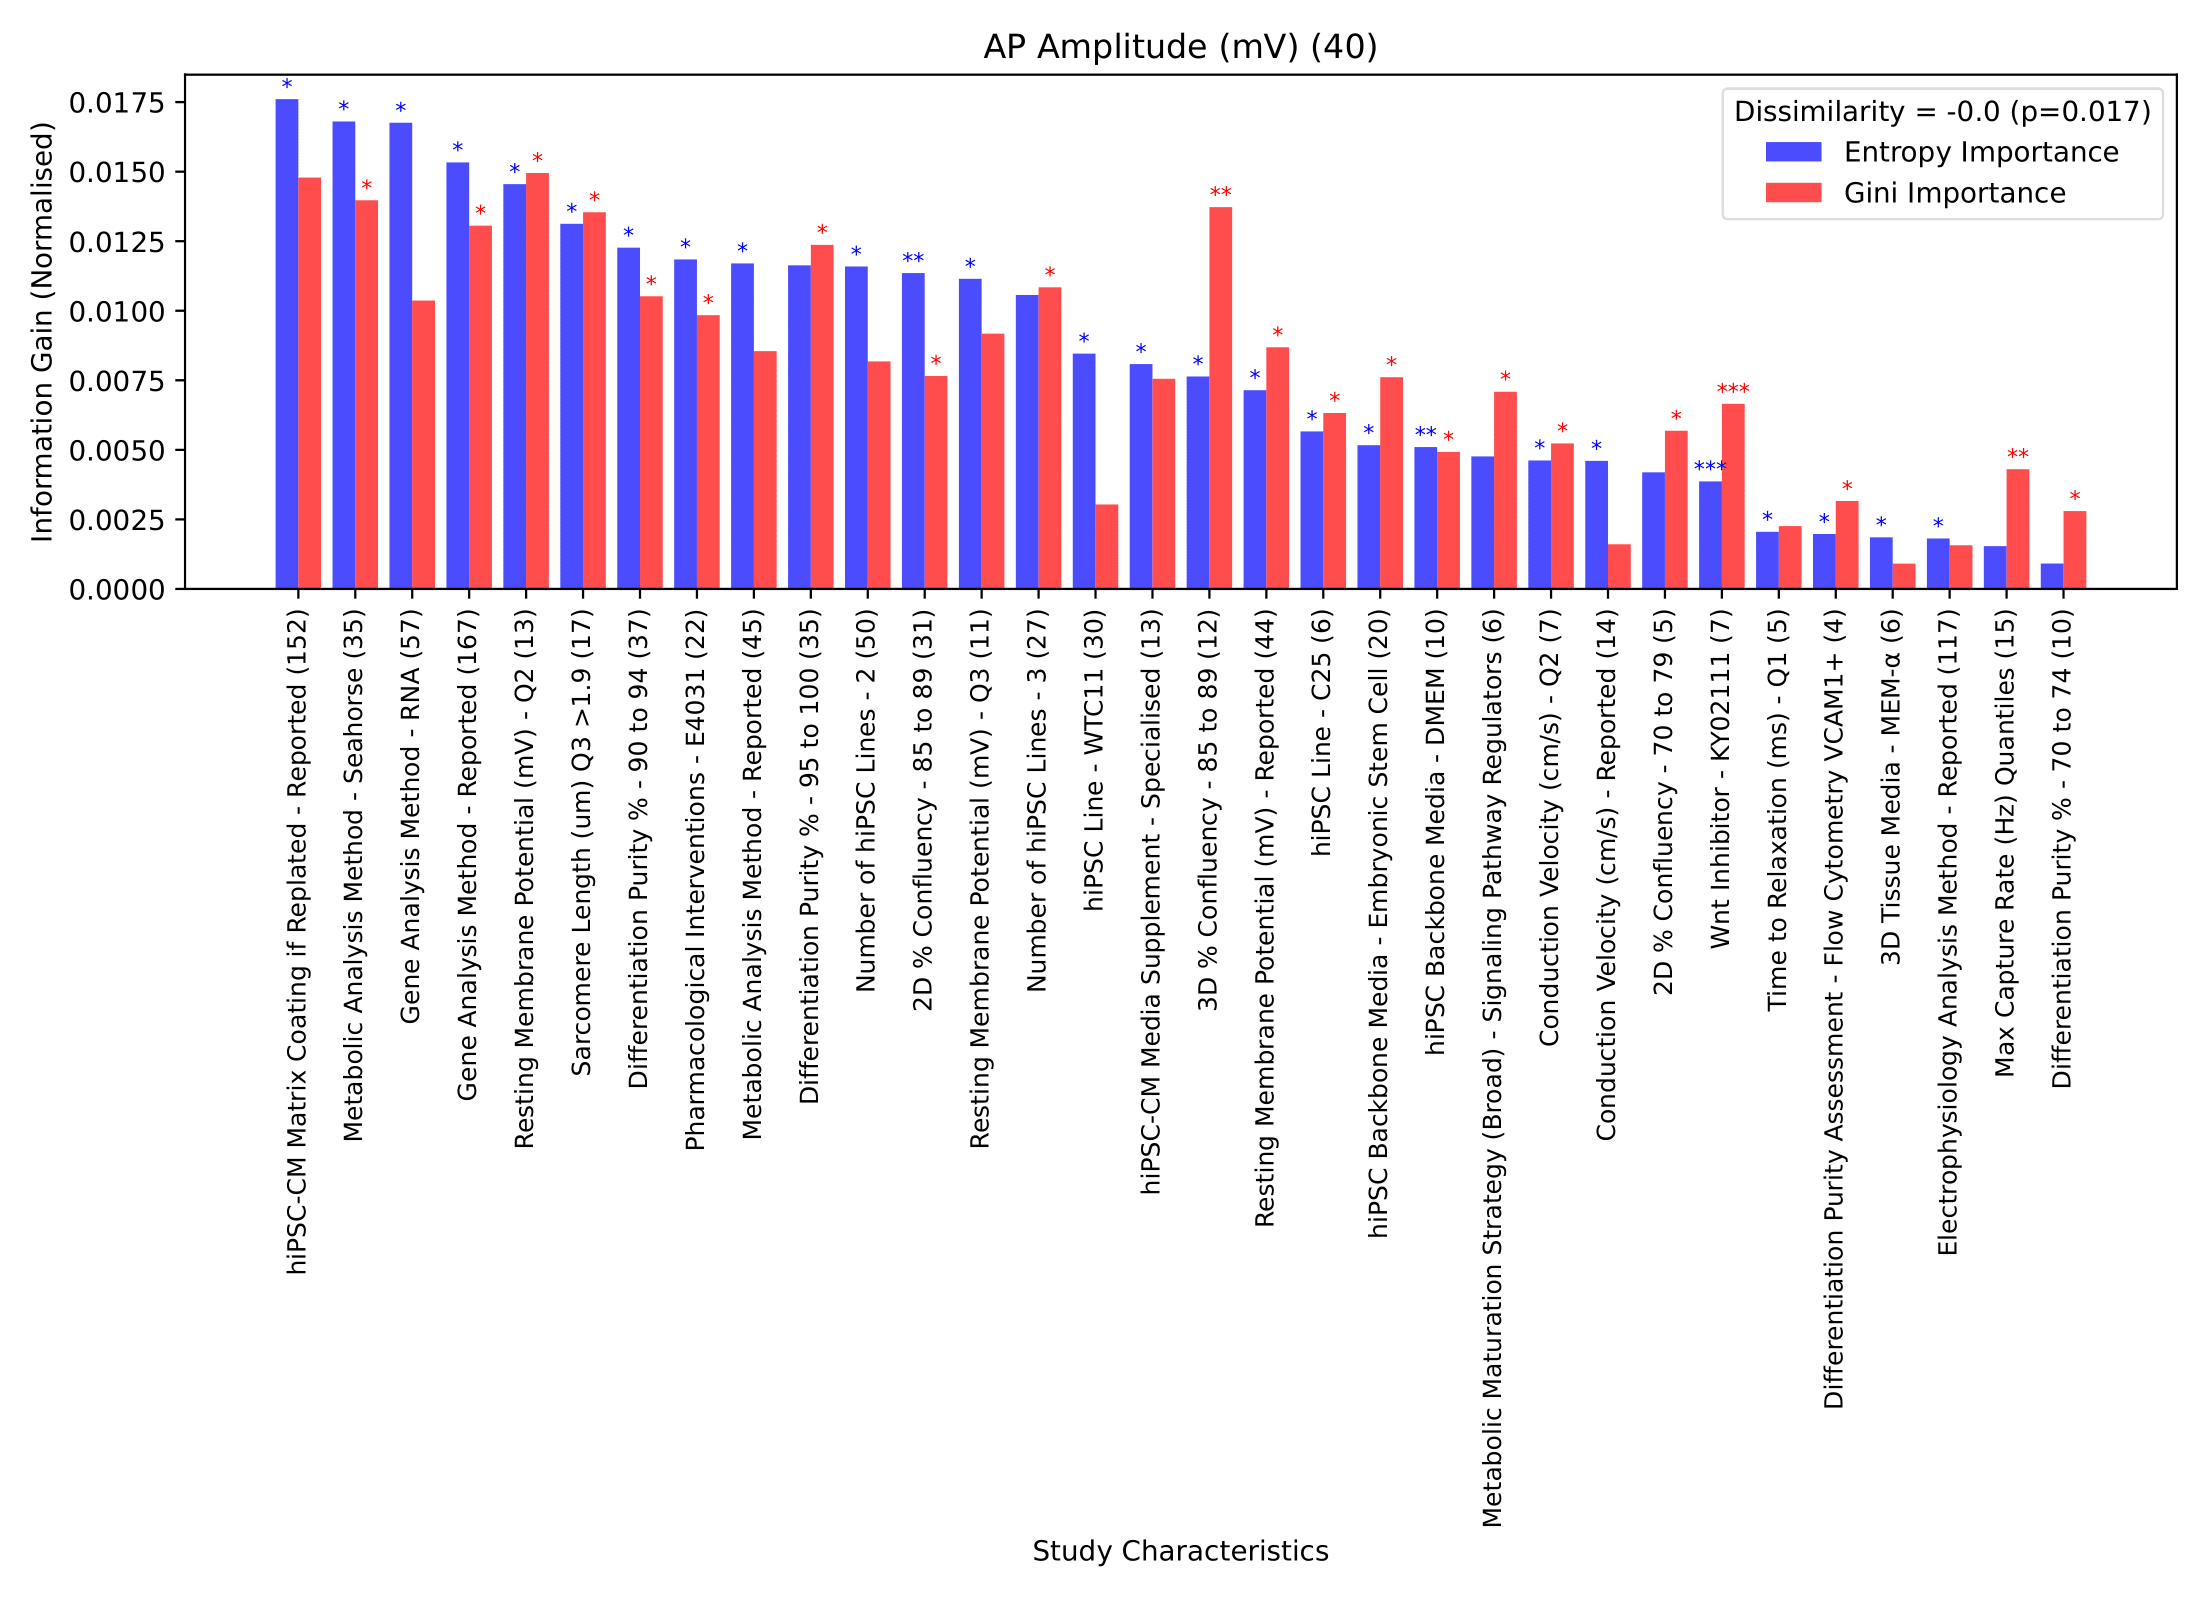 AP Amplitude (mV) (40)
Information Gain (Normalised)
0.0175
0.0150
0.0125
0.0100
0.0075
0.0050
0.0025
0.0000
Dissimilarity = -0.0 (p=0.017)
Entropy Importance
Gini Importance
* * * * * * * * * * ** * * * * * * * ** * * *** * * * *
* * * * * * * * * ** * * * * * * * *** * ** *
hiPSC-CM Matrix Coating if Replated - Reported (152)
Metabolic Analysis Method - Seahorse (35)
Gene Analysis Method - RNA (57)
Gene Analysis Method - Reported (167)
Resting Membrane Potential (mV) - Q2 (13)
Sarcomere Length (um) Q3 >1.9 (17)
Differentiation Purity % - 90 to 94 (37)
Pharmacological Interventions - E4031 (22)
Metabolic Analysis Method - Reported (45)
Differentiation Purity % - 95 to 100 (35)
Number of hiPSC Lines - 2 (50)
2D % Confluency - 85 to 89 (31)
Resting Membrane Potential (mV) - Q3 (11)
Number of hiPSC Lines - 3 (27)
hiPSC Line - WTC11 (30)
hiPSC-CM Media Supplement - Specialised (13)
3D % Confluency - 85 to 89 (12)
Resting Membrane Potential (mV) - Reported (44)
hiPSC Line - C25 (6)
hiPSC Backbone Media - Embryonic Stem Cell (20)
hiPSC Backbone Media - DMEM (10)
Metabolic Maturation Strategy (Broad) - Signaling Pathway Regulators (6)
Conduction Velocity (cm/s) - Q2 (7)
Conduction Velocity (cm/s) - Reported (14)
2D % Confluency - 70 to 79 (5)
Wnt Inhibitor - KY02111 (7)
Time to Relaxation (ms) - Q1 (5)
Differentiation Purity Assessment - Flow Cytometry VCAM1+ (4)
3D Tissue Media - MEM-α (6)
Electrophysiology Analysis Method - Reported (117)
Max Capture Rate (Hz) Quantiles (15)
Differentiation Purity % - 70 to 74 (10)
Study Characteristics